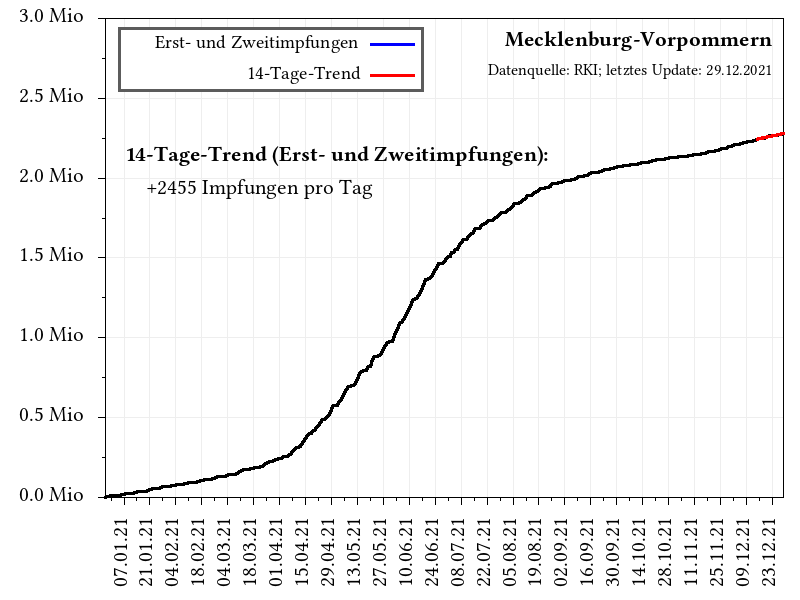 3.0 Mio
2.5 Mio
2.0 Mio
1.5 Mio
1.0 Mio
0.5 Mio
0.0 Mio
Erst- und Zweitimpfungen
14-Tage-Trend
Mecklenburg-Vorpommern
Datenquelle: RKI; letztes Update: 29.12.2021
14-Tage-Trend (Erst- und Zweitimpfungen):
+2455 Impfungen pro Tag
07.01.21
21.01.21
04.02.21
18.02.21
04.03.21
18.03.21
01.04.21
15.04.21
29.04.21
13.05.21
27.05.21
10.06.21
24.06.21
08.07.21
22.07.21
05.08.21
19.08.21
02.09.21
16.09.21
30.09.21
14.10.21
28.10.21
11.11.21
25.11.21
09.12.21
23.12.21